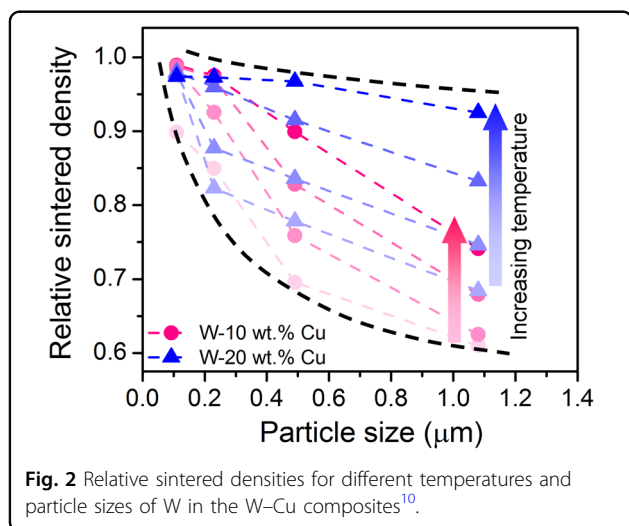 Relative sintered density
1.0
0.9
0.8
0.7
0.6
W-10 wt.% Cu
W-20 wt.% Cu
Increasing temperature
0.0 0.2 0.4 0.6 0.8 1.0 1.2 1.4
Particle size (μm)
Fig. 2 Relative sintered densities for different temperatures and
particle sizes of W in the W–Cu composites¹⁰.